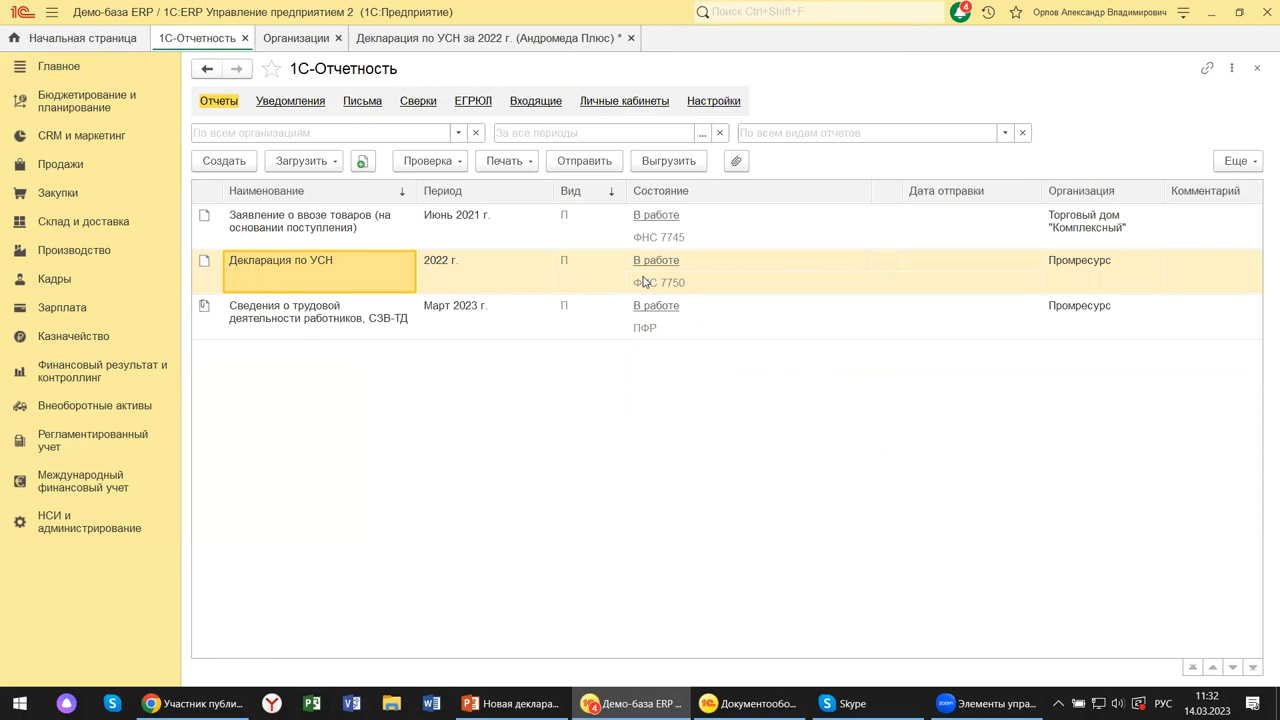 Демо-база ERP / 1С:ERP Управление предприятием 2 (1С:Предприятие)
Поиск Ctrl+Shift+F
4
Орлов Александр Владимирович
Начальная страница
1С-Отчетность ×
Организации ×
Декларация по УСН за 2022 г. (Андромеда Плюс) * ×
Главное
Бюджетирование и
планирование
CRM и маркетинг
Продажи
Закупки
Склад и доставка
Производство
Кадры
Зарплата
Казначейство
Финансовый результат и
контроллинг
Внеоборотные активы
Регламентированный
учет
Международный
финансовый учет
НСИ и
администрирование
1С-Отчетность
Отчеты Уведомления Письма Сверки ЕГРЮЛ Входящие Личные кабинеты Настройки
По всем организациям
За все периоды
По всем видам отчетов
Создать Загрузить Проверка Печать Отправить Выгрузить Еще
Наименование Период Вид Состояние Дата отправки Организация Комментарий
Заявление о ввозе товаров (на
основании поступления)
Июнь 2021 г.
П
В работе
ФНС 7745
Торговый дом
"Комплексный"
Декларация по УСН
2022 г.
П
В работе
ФНС 7750
Промресурс
Сведения о трудовой
деятельности работников, СЗВ-ТД
Март 2023 г.
П
В работе
ПФР
Промресурс
Участник публи...
Новая деклара...
4
Демо-база ERP ...
Документообо...
Skype
zoom
Элементы упра...
РУС
11:32
14.03.2023